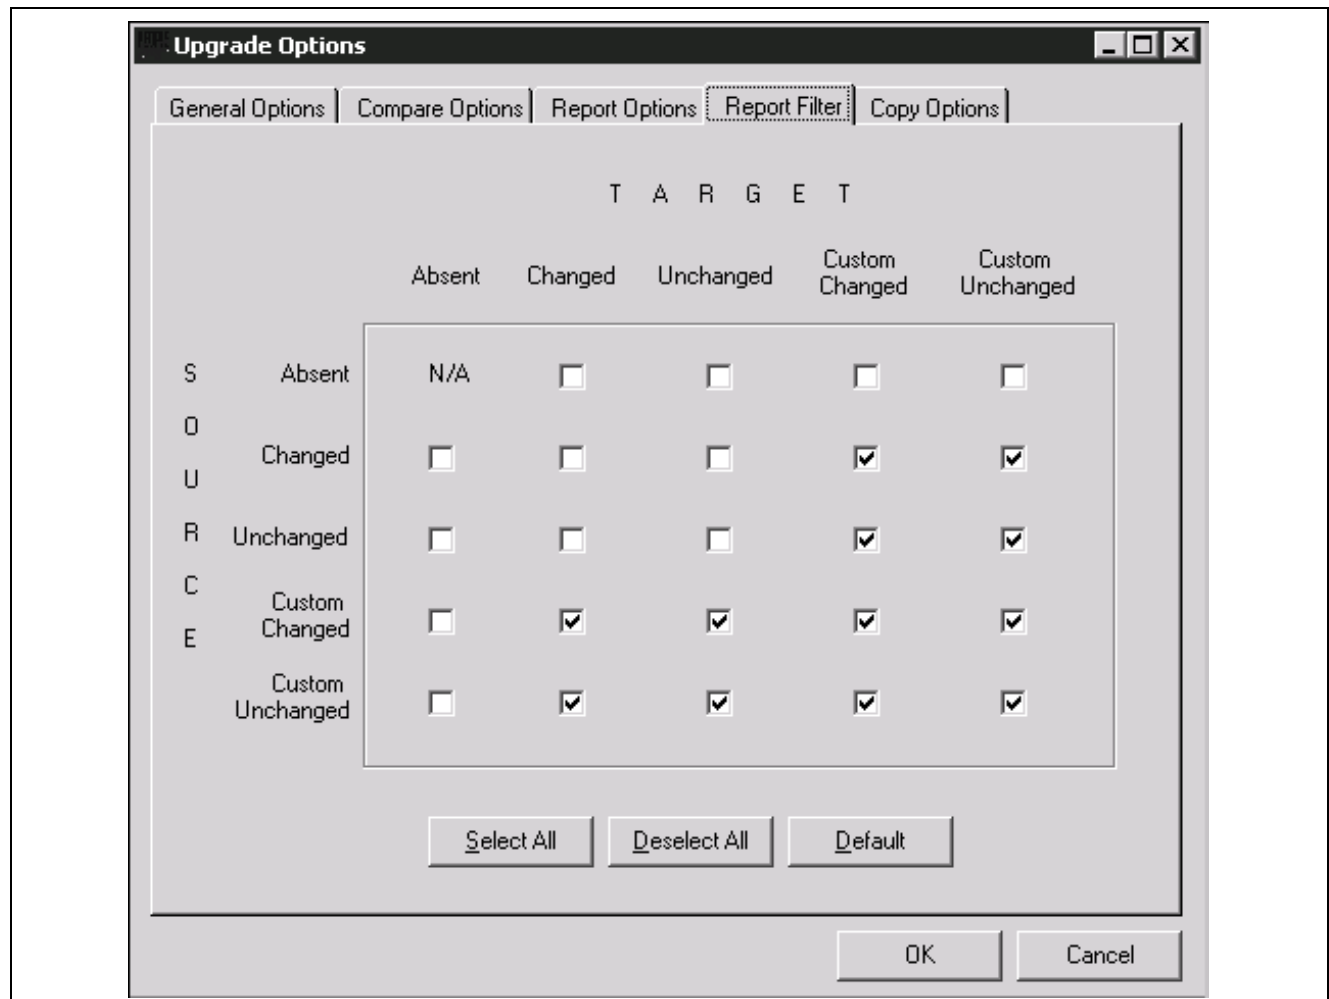 Upgrade Options
General Options Compare Options Report Options Report Filter Copy Options
T A R G E T
Absent Changed Unchanged Custom Changed Custom Unchanged
S O U R C E
Absent N/A
Changed
Unchanged
Custom
Changed
Custom
Unchanged
Select All Deselect All Default
OK Cancel